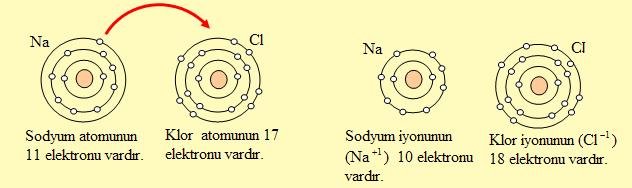 Na
Cl
Na
Cl
Sodyum atomunun
11 elektronu vardır.
Klor atomunun 17
elektronu vardır.
Sodyum iyonunun
(Na⁺¹) 10 elektronu
vardır.
Klor iyonunun (Cl⁻¹)
18 elektronu vardır.